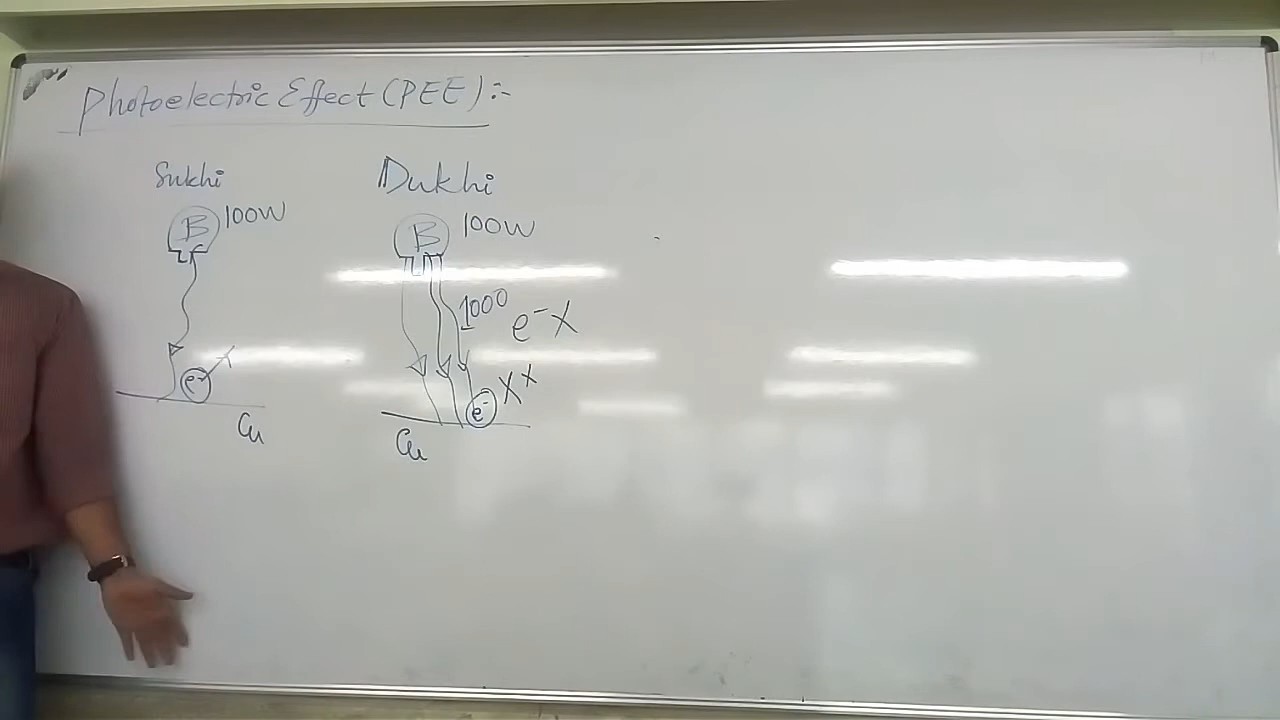 Photoelectric Effect (PEE) :-
Sukhi
B 100W
e-
Cu
Dukhi
B 100W
1000
e- X
e- X X
Cu